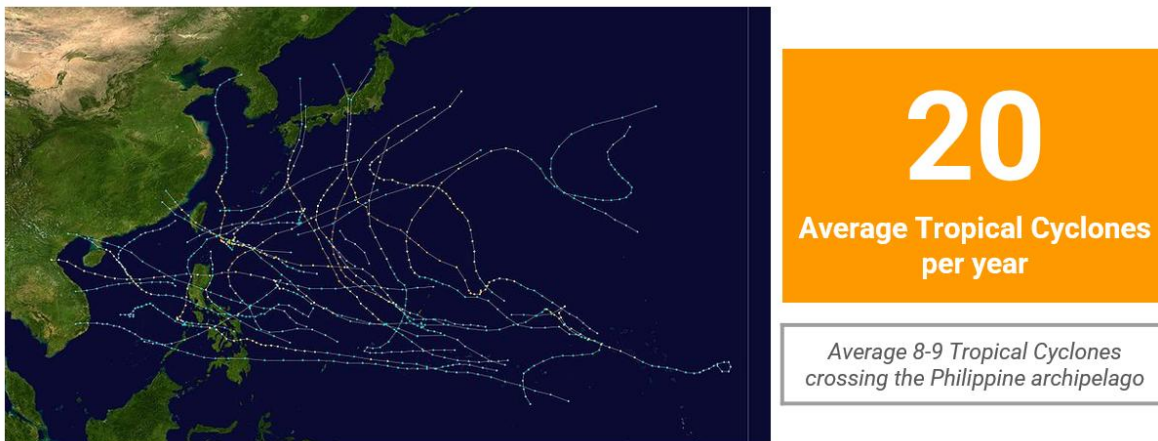 20
Average Tropical Cyclones
per year
Average 8-9 Tropical Cyclones
crossing the Philippine archipelago